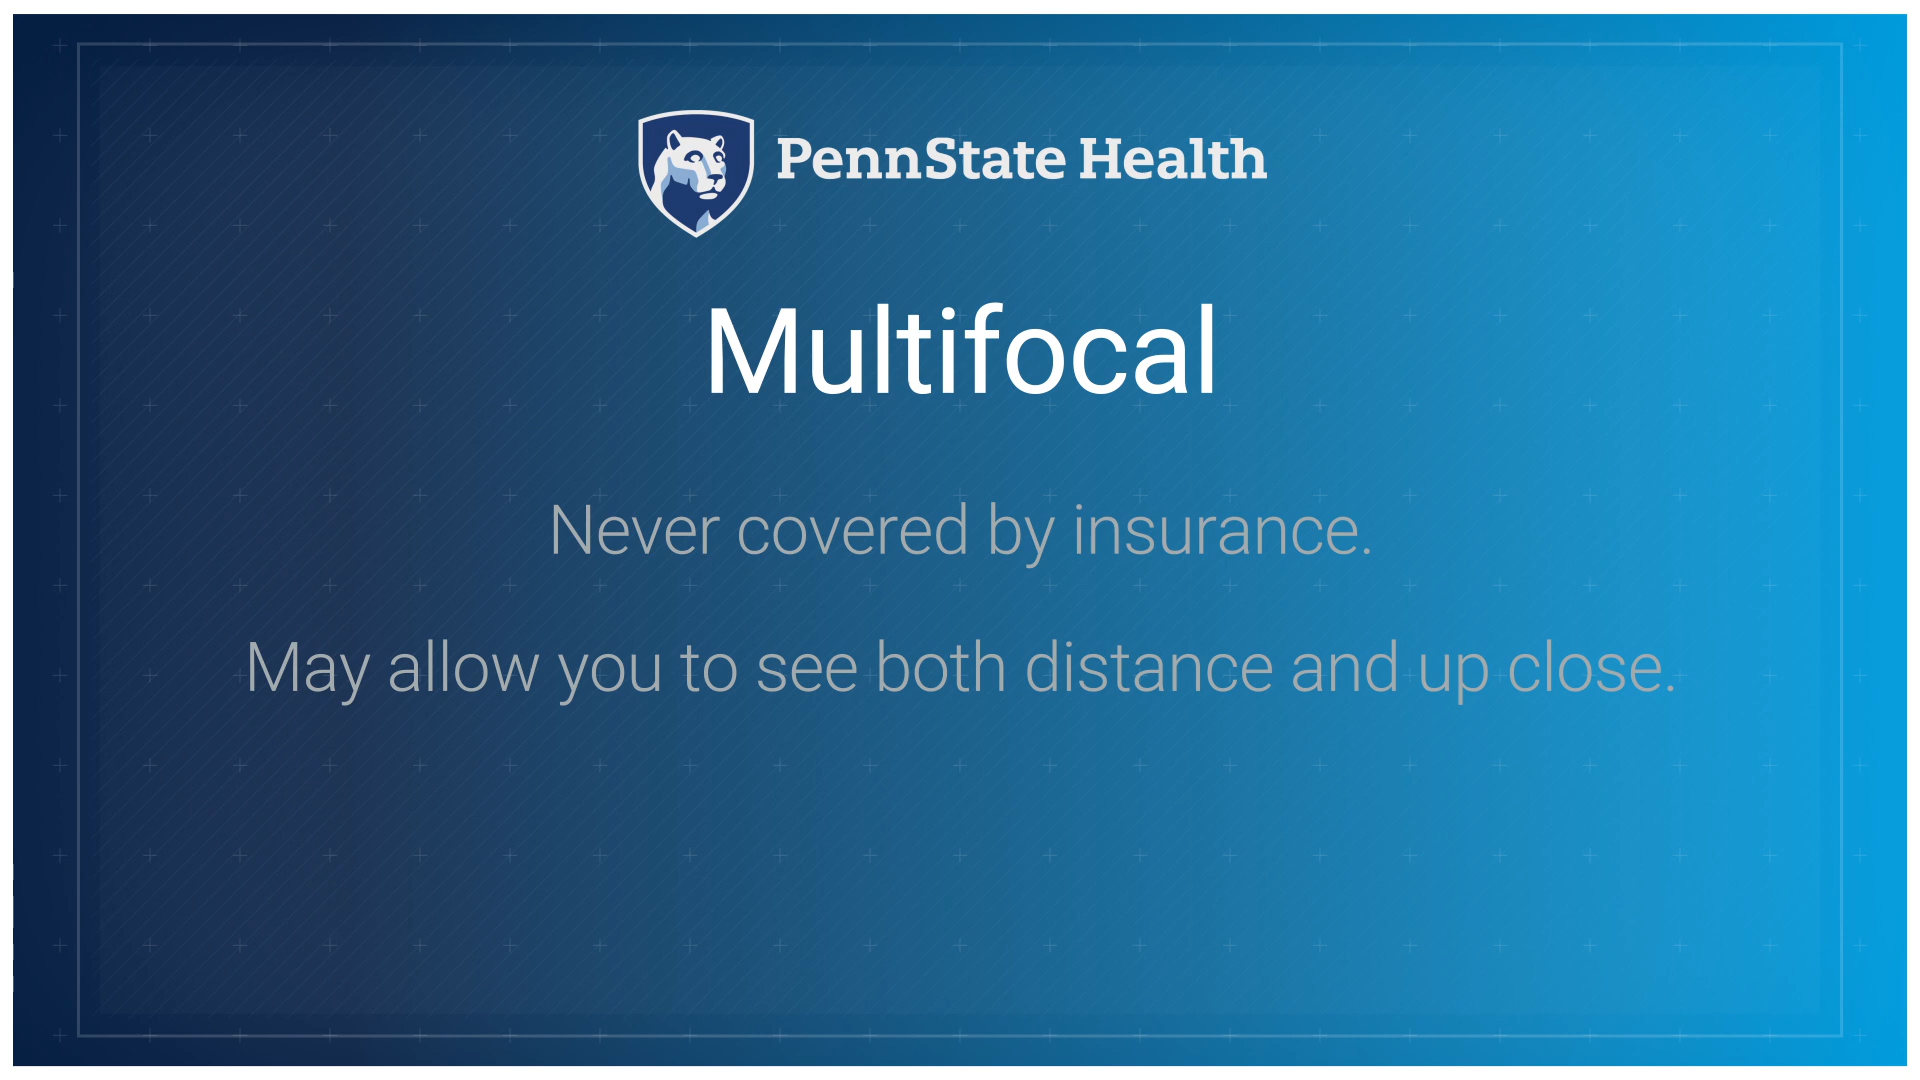 PennState Health
Multifocal
Never covered by insurance.
May allow you to see both distance and up close.